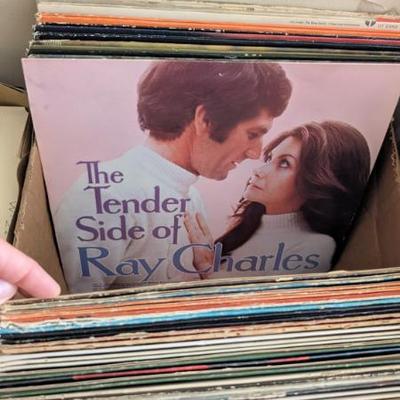 The
Tender
Side of
Ray Charles